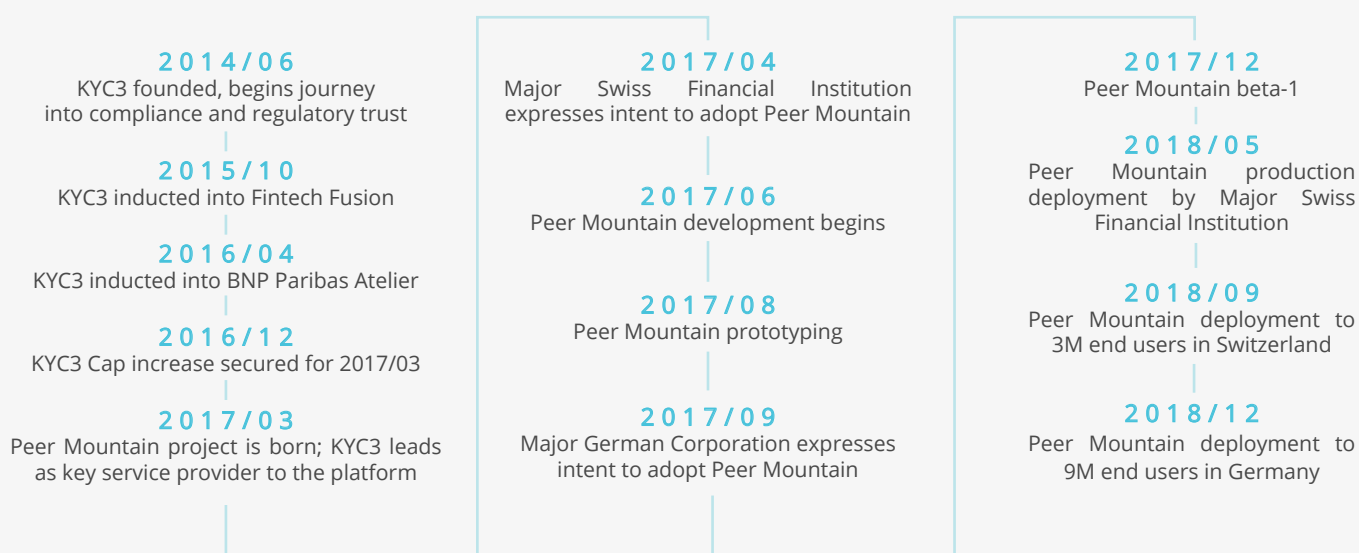 2014/06
KYC3 founded, begins journey
into compliance and regulatory trust
2015/10
KYC3 inducted into Fintech Fusion
2016/04
KYC3 inducted into BNP Paribas Atelier
2016/12
KYC3 Cap increase secured for 2017/03
2017/03
Peer Mountain project is born; KYC3 leads
as key service provider to the platform
2017/04
Major Swiss Financial Institution
expresses intent to adopt Peer Mountain
2017/06
Peer Mountain development begins
2017/08
Peer Mountain prototyping
2017/09
Major German Corporation expresses
intent to adopt Peer Mountain
2017/12
Peer Mountain beta-1
2018/05
Peer Mountain production
deployment by Major Swiss
Financial Institution
2018/09
Peer Mountain deployment to
3M end users in Switzerland
2018/12
Peer Mountain deployment to
9M end users in Germany